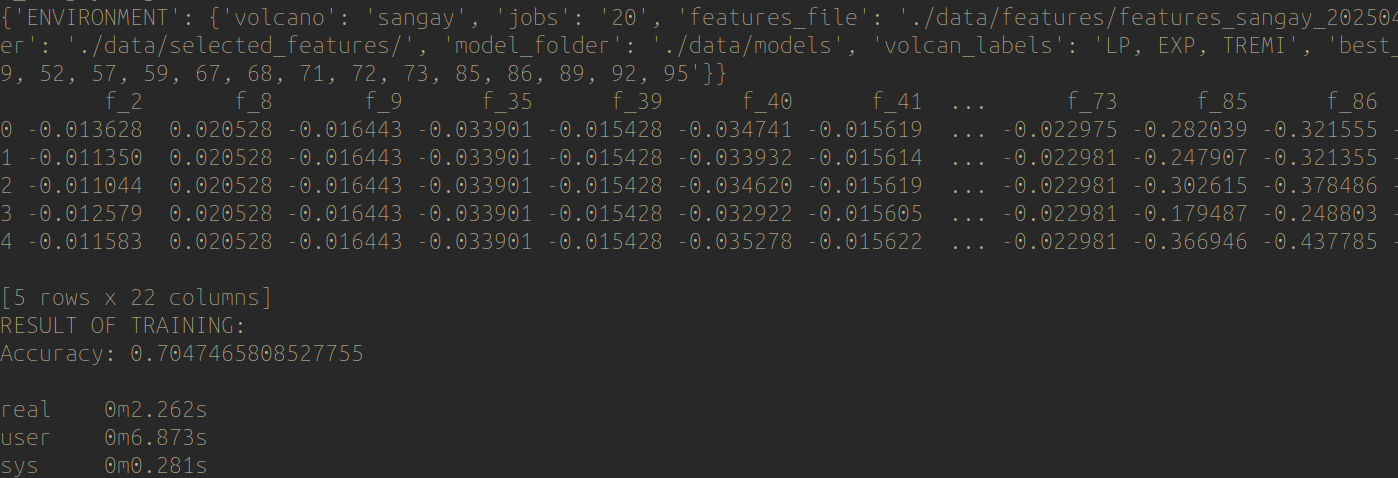 {'ENVIRONMENT': {'volcano': 'sangay', 'jobs': '20', 'features_file': './data/features/features_sangay_20250
er': './data/selected_features/', 'model_folder': './data/models', 'volcan_labels': 'LP, EXP, TREMI', 'best_
9, 52, 57, 59, 67, 68, 71, 72, 73, 85, 86, 89, 92, 95'}}
f_2 f_8 f_9 f_35 f_39 f_40 f_41 ... f_73 f_85 f_86
0 -0.013628 0.020528 -0.016443 -0.033901 -0.015428 -0.034741 -0.015619 ... -0.022975 -0.282039 -0.321555
1 -0.011350 0.020528 -0.016443 -0.033901 -0.015428 -0.033932 -0.015614 ... -0.022981 -0.247907 -0.321355
2 -0.011044 0.020528 -0.016443 -0.033901 -0.015428 -0.034620 -0.015619 ... -0.022981 -0.302615 -0.378486
3 -0.012579 0.020528 -0.016443 -0.033901 -0.015428 -0.032922 -0.015605 ... -0.022981 -0.179487 -0.248803
4 -0.011583 0.020528 -0.016443 -0.033901 -0.015428 -0.035278 -0.015622 ... -0.022981 -0.366946 -0.437785 -
[5 rows x 22 columns]
RESULT OF TRAINING:
Accuracy: 0.7047465808527755
real 0m2.262s
user 0m6.873s
sys 0m0.281s